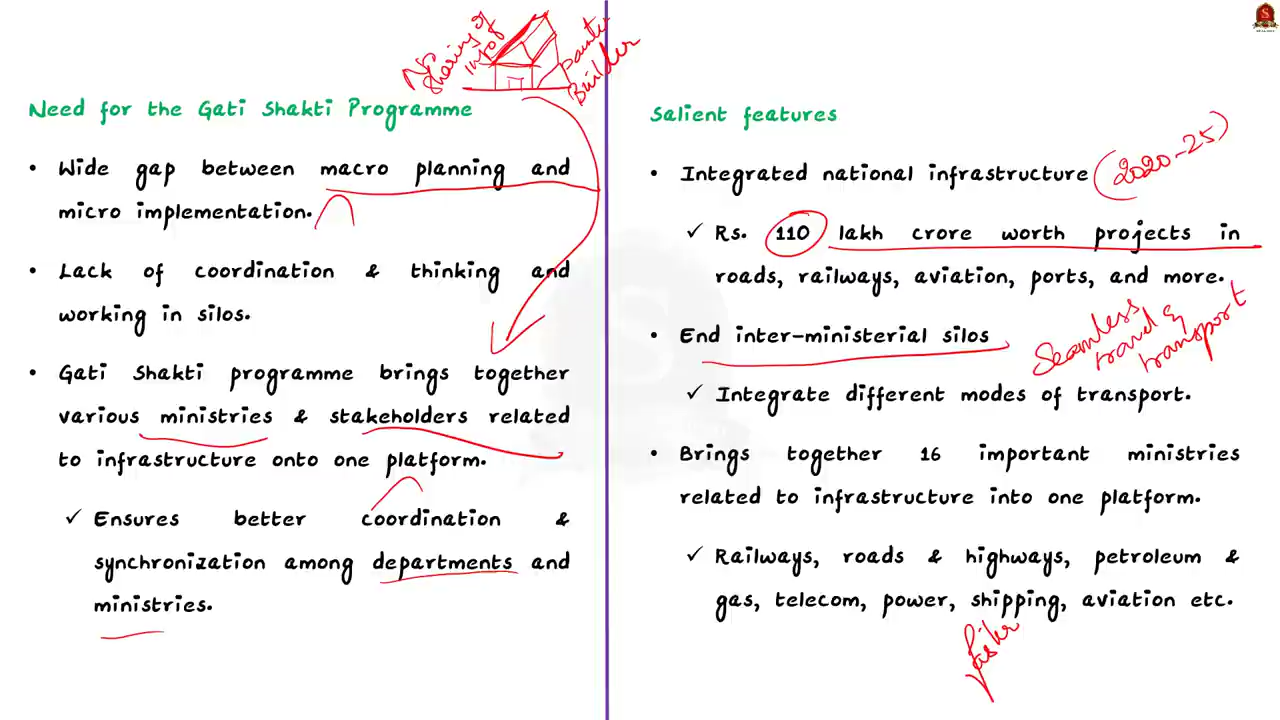 No
sharing of
info
painter
Builder
Need for the Gati Shakti Programme
• Wide gap between macro planning and
micro implementation.
• Lack of coordination & thinking and
working in silos.
• Gati Shakti programme brings together
various ministries & stakeholders related
to infrastructure onto one platform.
✓ Ensures better coordination &
synchronization among departments and
ministries.
Salient features
• Integrated national infrastructure (2020-25)
✓ Rs. 110 lakh crore worth projects in
roads, railways, aviation, ports, and more.
• End inter-ministerial silos
Seamless
travel &
transport
✓ Integrate different modes of transport.
• Brings together 16 important ministries
related to infrastructure into one platform.
✓ Railways, roads & highways, petroleum &
gas, telecom, power, shipping, aviation etc.